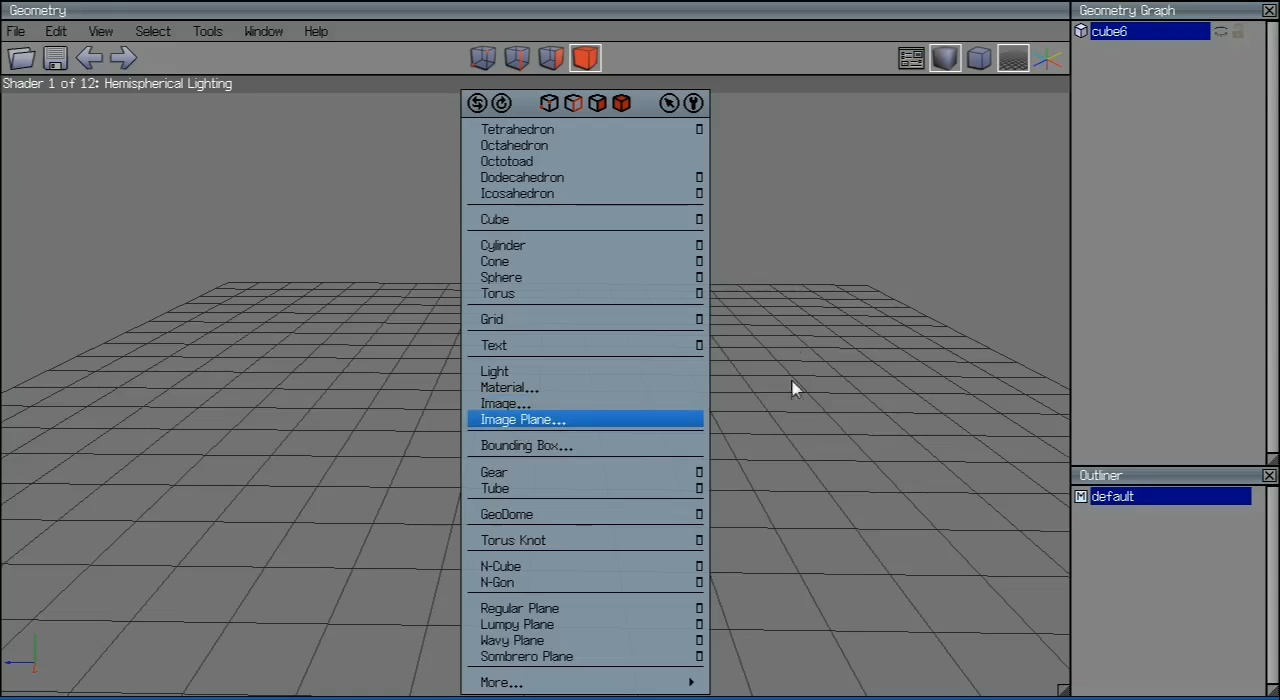 Geometry
Geometry Graph
File Edit View Select Tools Window Help
cube6
Shader 1 of 12: Hemispherical Lighting
Tetrahedron
Octahedron
Octotoad
Dodecahedron
Icosahedron
Cube
Cylinder
Cone
Sphere
Torus
Grid
Text
Light
Material...
Image...
Image Plane...
Bounding Box...
Gear
Tube
GeoDome
Torus Knot
N-Cube
N-Gon
Regular Plane
Lumpy Plane
Wavy Plane
Sombrero Plane
More...
Outliner
M default